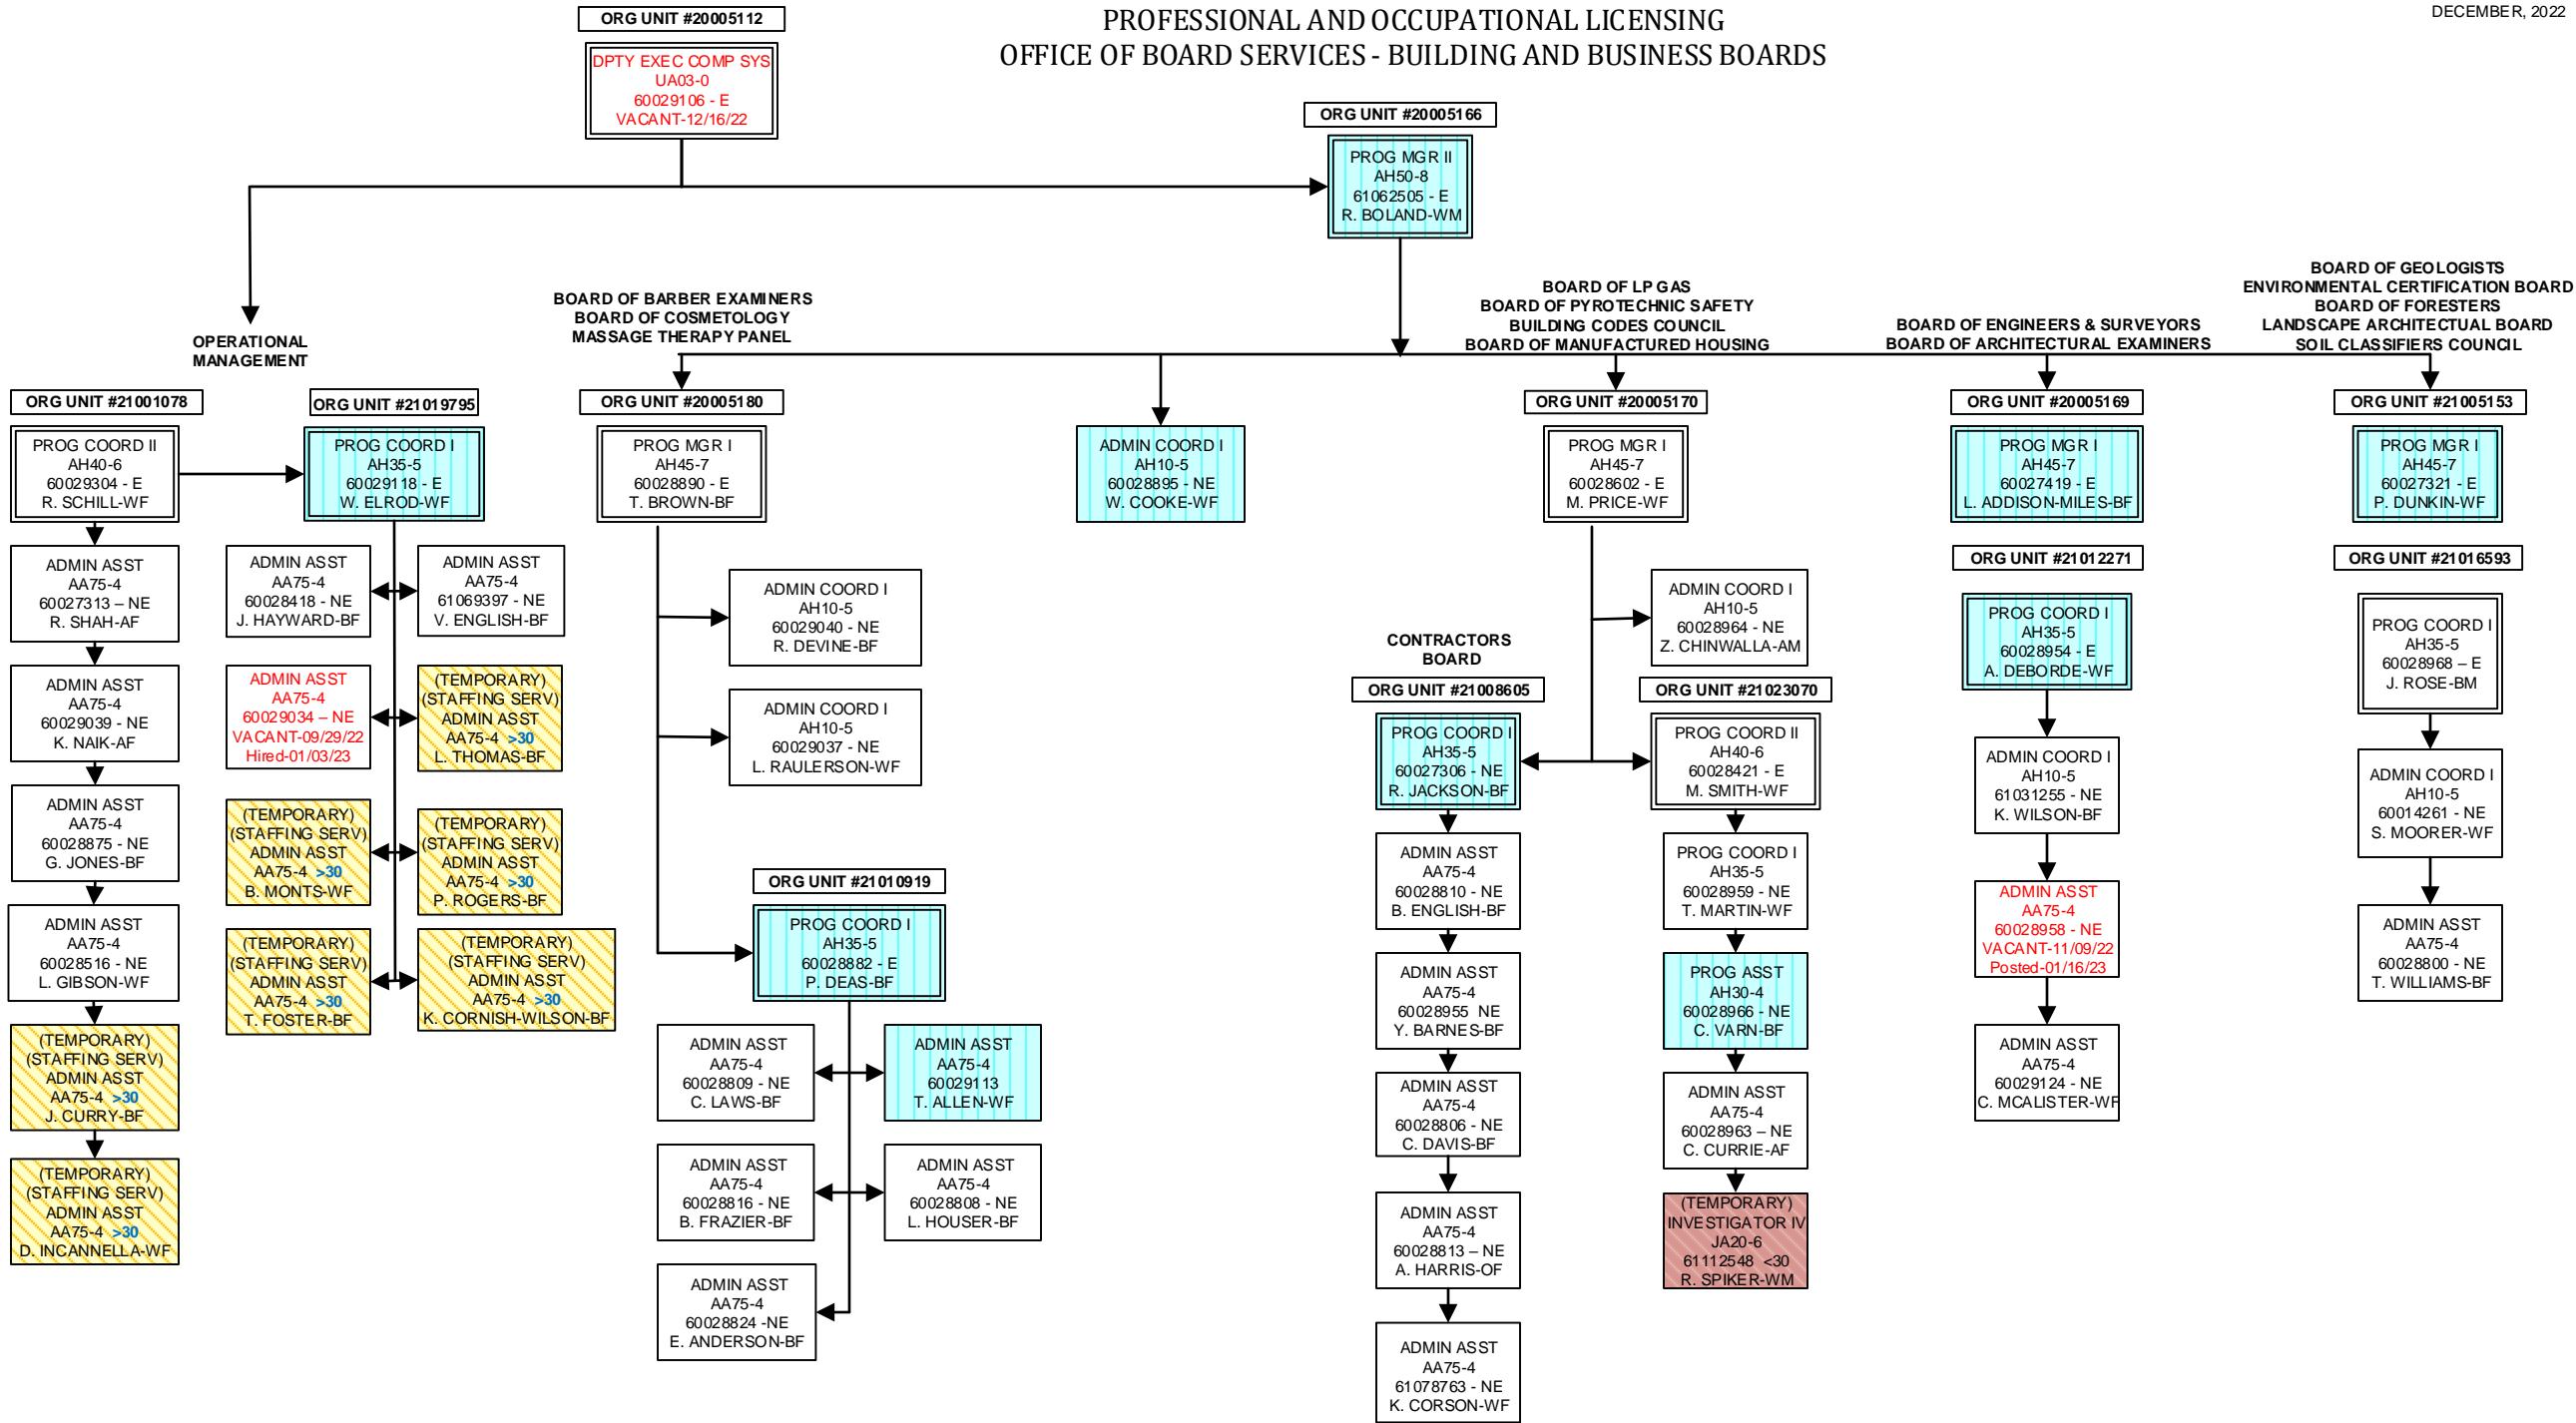 DECEMBER, 2022
PROFESSIONAL AND OCCUPATIONAL LICENSING
OFFICE OF BOARD SERVICES - BUILDING AND BUSINESS BOARDS
ORG UNIT #20005112
DPTY EXEC COMP SYS
UA03-0
60029106 - E
VACANT-12/16/22
ORG UNIT #20005166
PROG MGR II
AH50-8
61062505 - E
R. BOLAND-WM
OPERATIONAL
MANAGEMENT
BOARD OF BARBER EXAMINERS
BOARD OF COSMETOLOGY
MASSAGE THERAPY PANEL
BOARD OF LP GAS
BOARD OF PYROTECHNIC SAFETY
BUILDING CODES COUNCIL
BOARD OF MANUFACTURED HOUSING
BOARD OF ENGINEERS & SURVEYORS
BOARD OF ARCHITECTURAL EXAMINERS
BOARD OF GEOLOGISTS
ENVIRONMENTAL CERTIFICATION BOARD
BOARD OF FORESTERS
LANDSCAPE ARCHITECTUAL BOARD
SOIL CLASSIFIERS COUNCIL
ORG UNIT #21001078
PROG COORD II
AH40-6
60029304 - E
R. SCHILL-WF
ADMIN ASST
AA75-4
60027313 – NE
R. SHAH-AF
ADMIN ASST
AA75-4
60029039 - NE
K. NAIK-AF
ADMIN ASST
AA75-4
60028875 - NE
G. JONES-BF
ADMIN ASST
AA75-4
60028516 - NE
L. GIBSON-WF
(TEMPORARY)
(STAFFING SERV)
ADMIN ASST
AA75-4 >30
J. CURRY-BF
(TEMPORARY)
(STAFFING SERV)
ADMIN ASST
AA75-4 >30
D. INCANNELLA-WF
ORG UNIT #21019795
PROG COORD I
AH35-5
60029118 - E
W. ELROD-WF
ADMIN ASST
AA75-4
60028418 - NE
J. HAYWARD-BF
ADMIN ASST
AA75-4
61069397 - NE
V. ENGLISH-BF
ADMIN ASST
AA75-4
60029034 – NE
VACANT-09/29/22
Hired-01/03/23
(TEMPORARY)
(STAFFING SERV)
ADMIN ASST
AA75-4 >30
L. THOMAS-BF
(TEMPORARY)
(STAFFING SERV)
ADMIN ASST
AA75-4 >30
B. MONTS-WF
(TEMPORARY)
(STAFFING SERV)
ADMIN ASST
AA75-4 >30
P. ROGERS-BF
(TEMPORARY)
(STAFFING SERV)
ADMIN ASST
AA75-4 >30
T. FOSTER-BF
(TEMPORARY)
(STAFFING SERV)
ADMIN ASST
AA75-4 >30
K. CORNISH-WILSON-BF
ORG UNIT #20005180
PROG MGR I
AH45-7
60028890 - E
T. BROWN-BF
ADMIN COORD I
AH10-5
60029040 - NE
R. DEVINE-BF
ADMIN COORD I
AH10-5
60029037 - NE
L. RAULERSON-WF
ORG UNIT #21010919
PROG COORD I
AH35-5
60028882 - E
P. DEAS-BF
ADMIN ASST
AA75-4
60028809 - NE
C. LAWS-BF
ADMIN ASST
AA75-4
60029113
T. ALLEN-WF
ADMIN ASST
AA75-4
60028816 - NE
B. FRAZIER-BF
ADMIN ASST
AA75-4
60028808 - NE
L. HOUSER-BF
ADMIN ASST
AA75-4
60028824 -NE
E. ANDERSON-BF
ADMIN COORD I
AH10-5
60028895 - NE
W. COOKE-WF
ORG UNIT #20005170
PROG MGR I
AH45-7
60028602 - E
M. PRICE-WF
ADMIN COORD I
AH10-5
60028964 - NE
Z. CHINWALLA-AM
CONTRACTORS
BOARD
ORG UNIT #21008605
PROG COORD I
AH35-5
60027306 - NE
R. JACKSON-BF
ADMIN ASST
AA75-4
60028810 - NE
B. ENGLISH-BF
ADMIN ASST
AA75-4
60028955 NE
Y. BARNES-BF
ADMIN ASST
AA75-4
60028806 - NE
C. DAVIS-BF
ADMIN ASST
AA75-4
60028813 – NE
A. HARRIS-OF
ADMIN ASST
AA75-4
61078763 - NE
K. CORSON-WF
ORG UNIT #21023070
PROG COORD II
AH40-6
60028421 - E
M. SMITH-WF
PROG COORD I
AH35-5
60028959 - NE
T. MARTIN-WF
PROG ASST
AH30-4
60028966 - NE
C. VARN-BF
ADMIN ASST
AA75-4
60028963 – NE
C. CURRIE-AF
(TEMPORARY)
INVESTIGATOR IV
JA20-6
61112548 <30
R. SPIKER-WM
ORG UNIT #20005169
PROG MGR I
AH45-7
60027419 - E
L. ADDISON-MILES-BF
ORG UNIT #21012271
PROG COORD I
AH35-5
60028954 - E
A. DEBORDE-WF
ADMIN COORD I
AH10-5
61031255 - NE
K. WILSON-BF
ADMIN ASST
AA75-4
60028958 - NE
VACANT-11/09/22
Posted-01/16/23
ADMIN ASST
AA75-4
60029124 - NE
C. MCALISTER-WF
ORG UNIT #21005153
PROG MGR I
AH45-7
60027321 - E
P. DUNKIN-WF
ORG UNIT #21016593
PROG COORD I
AH35-5
60028968 – E
J. ROSE-BM
ADMIN COORD I
AH10-5
60014261 - NE
S. MOORER-WF
ADMIN ASST
AA75-4
60028800 - NE
T. WILLIAMS-BF